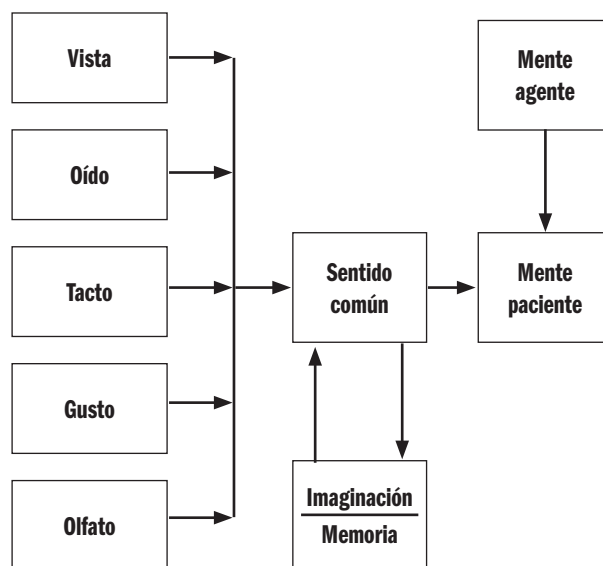 Vista
Oído
Tacto
Gusto
Olfato
Sentido
común
Imaginación
Memoria
Mente
agente
Mente
paciente